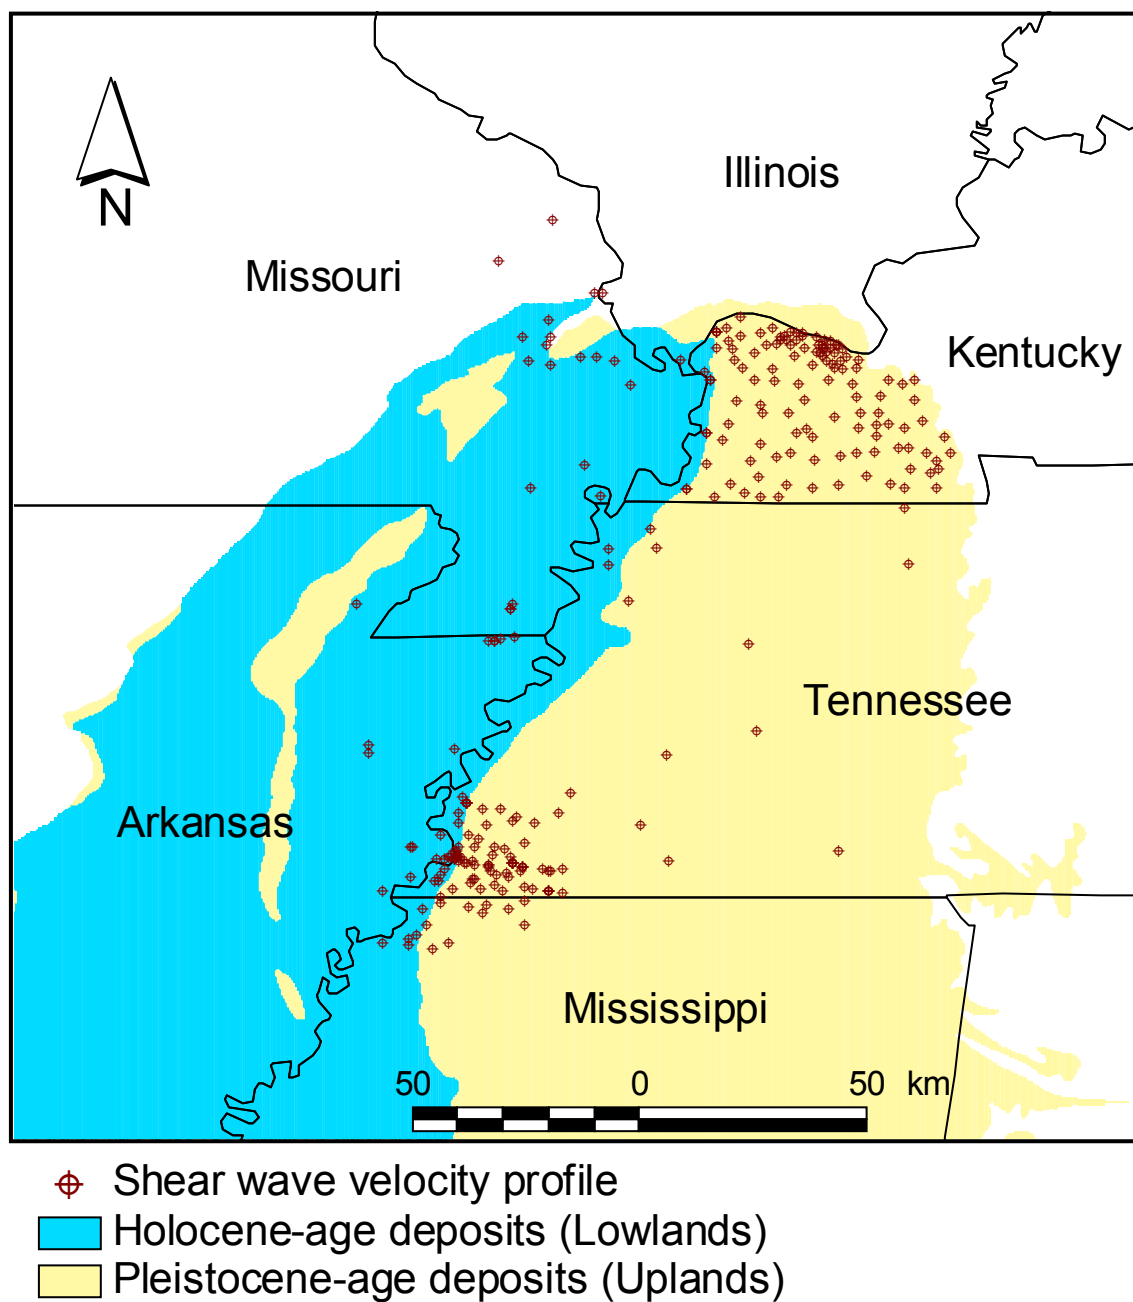 Illinois
N
Missouri
Kentucky
Tennessee
Arkansas
Mississippi
50 0 50 km
Shear wave velocity profile
Holocene-age deposits (Lowlands)
Pleistocene-age deposits (Uplands)